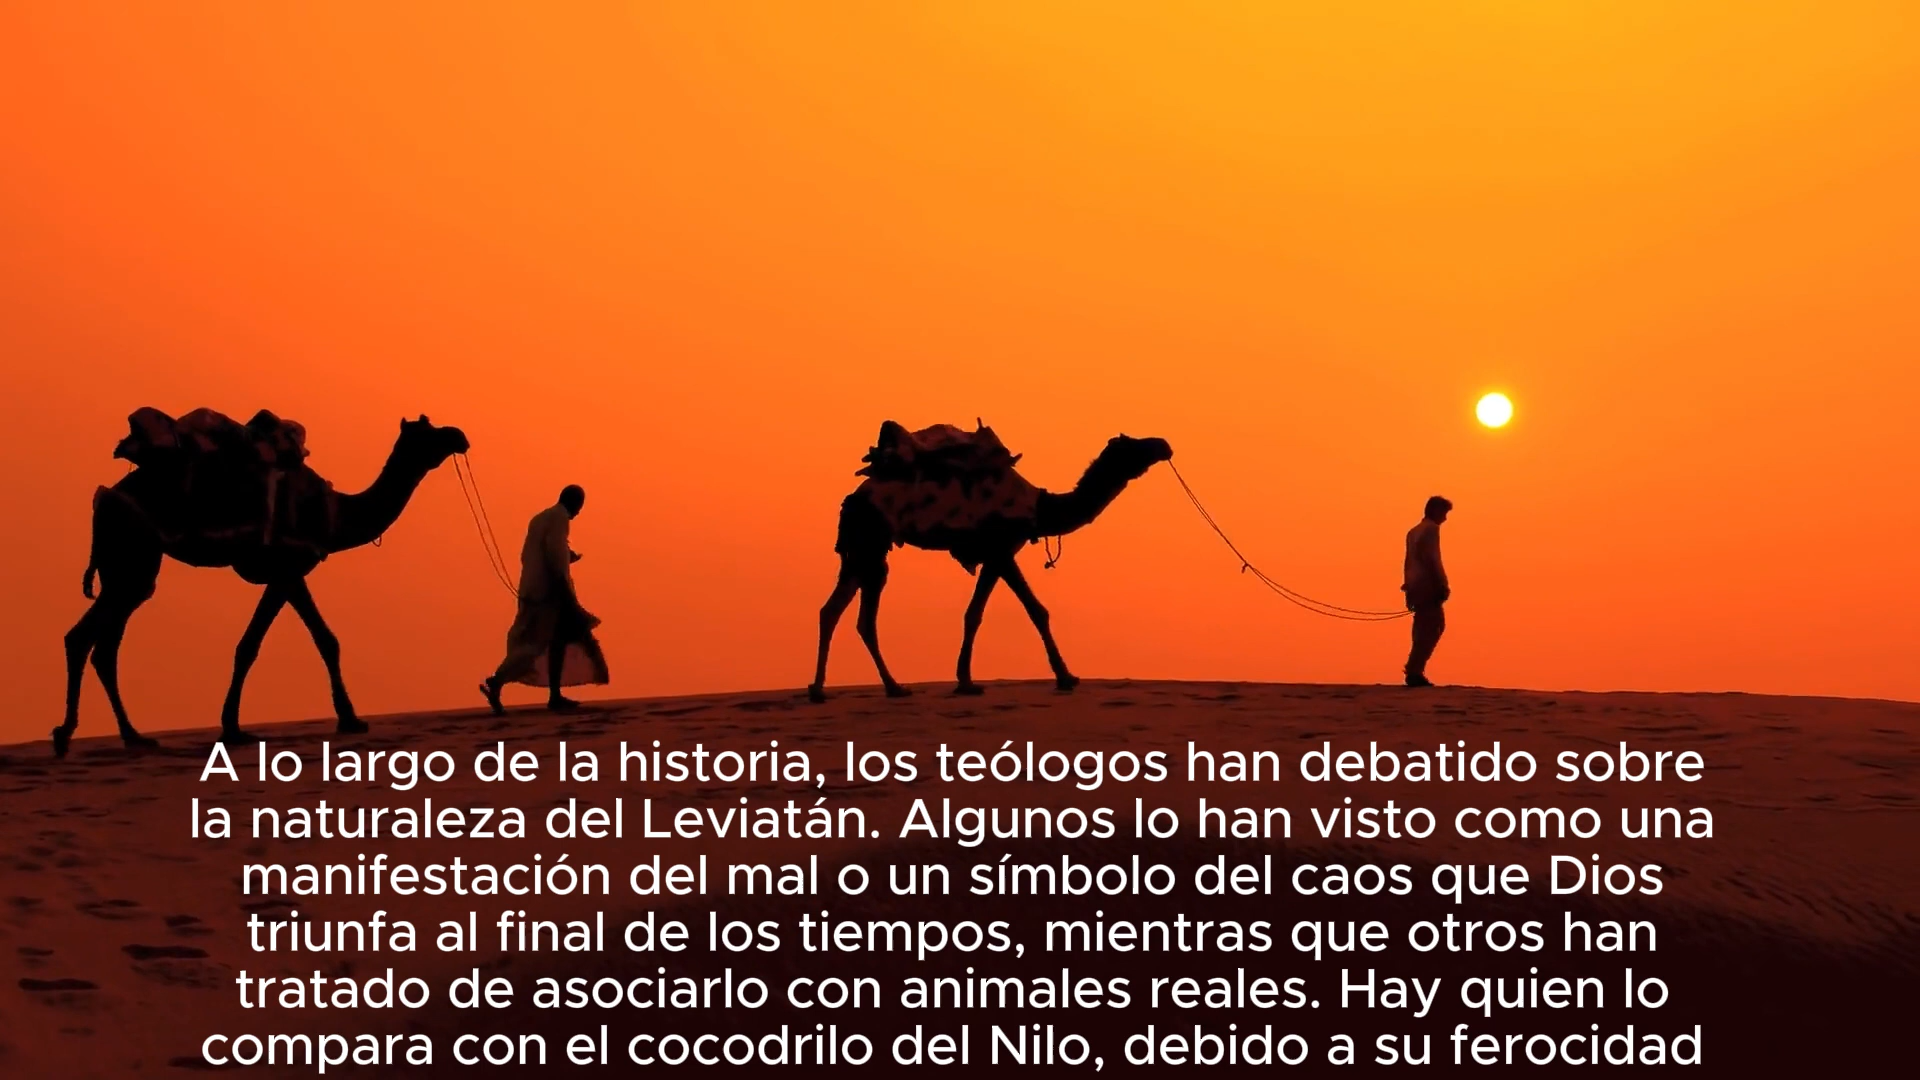 A lo largo de la historia, los teólogos han debatido sobre
la naturaleza del Leviatán. Algunos lo han visto como una
manifestación del mal o un símbolo del caos que Dios
triunfa al final de los tiempos, mientras que otros han
tratado de asociarlo con animales reales. Hay quien lo
compara con el cocodrilo del Nilo, debido a su ferocidad